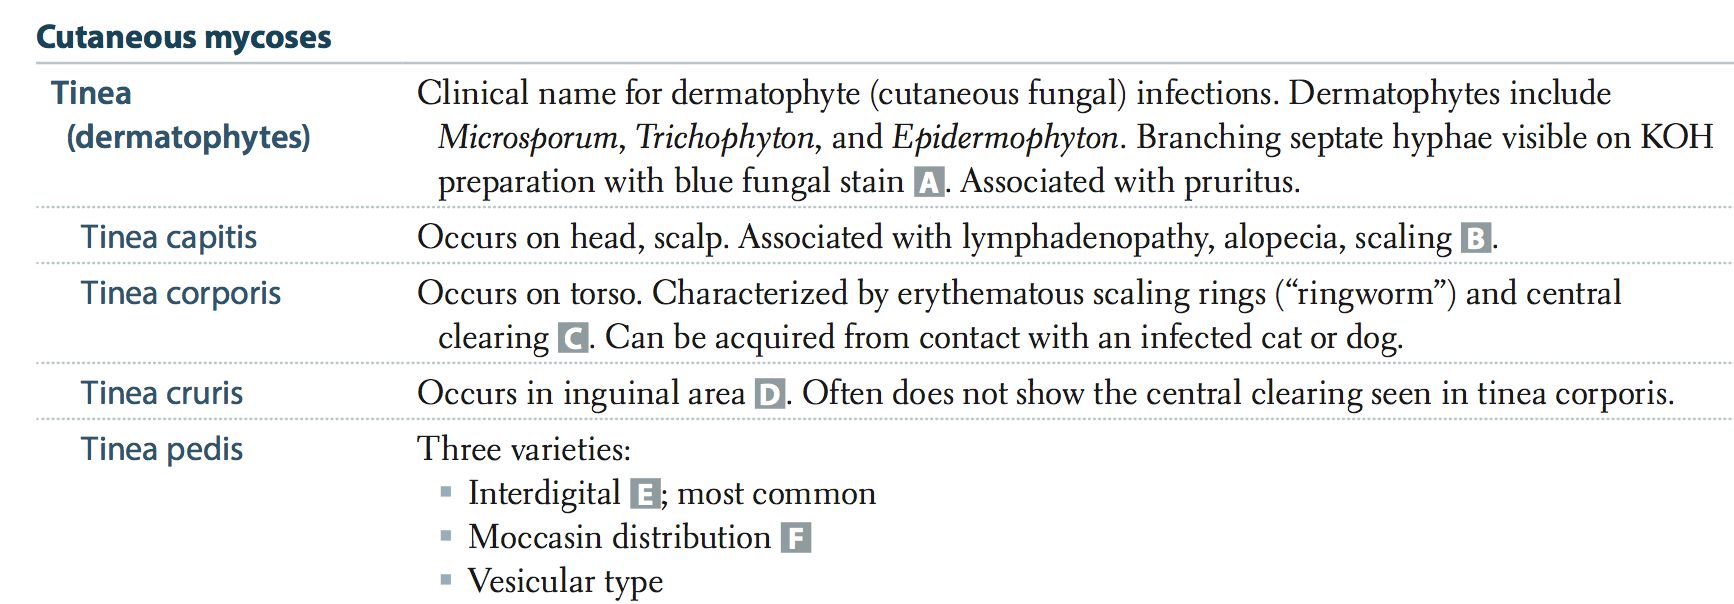 Cutaneous mycoses
Tinea
(dermatophytes)
Clinical name for dermatophyte (cutaneous fungal) infections. Dermatophytes include
Microsporum, Trichophyton, and Epidermophyton. Branching septate hyphae visible on KOH
preparation with blue fungal stain A. Associated with pruritus.
Tinea capitis
Occurs on head, scalp. Associated with lymphadenopathy, alopecia, scaling B.
Tinea corporis
Occurs on torso. Characterized by erythematous scaling rings (“ringworm”) and central
clearing C. Can be acquired from contact with an infected cat or dog.
Tinea cruris
Occurs in inguinal area D. Often does not show the central clearing seen in tinea corporis.
Tinea pedis
Three varieties:
▪ Interdigital E; most common
▪ Moccasin distribution F
▪ Vesicular type